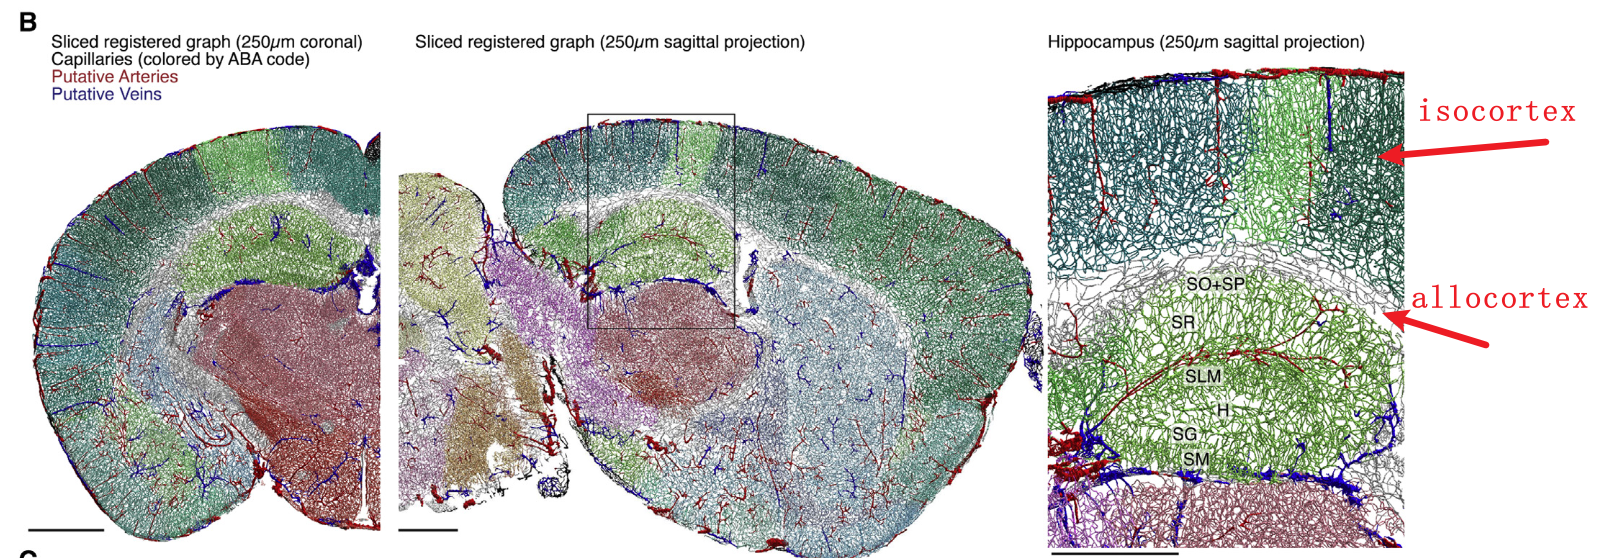 B
Sliced registered graph (250µm coronal)
Capillaries (colored by ABA code)
Putative Arteries
Putative Veins
Sliced registered graph (250µm sagittal projection)
Hippocampus (250µm sagittal projection)
isocortex
allocortex
SO+SP
SR
SLM
H
SG
SM